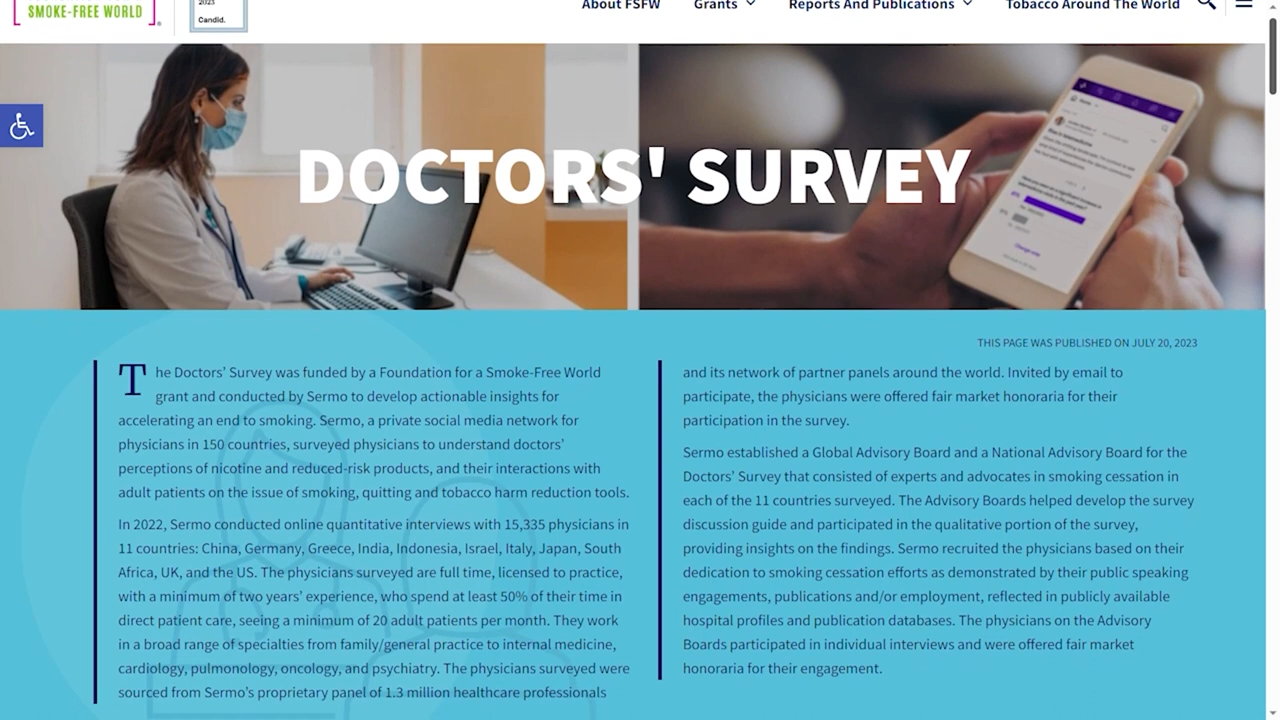 SMOKE-FREE WORLD
2023
Candid.
About FSFW
Grants
Reports And Publications
Tobacco Around The World
DOCTORS' SURVEY
THIS PAGE WAS PUBLISHED ON JULY 20, 2023
The Doctors’ Survey was funded by a Foundation for a Smoke-Free World
grant and conducted by Sermo to develop actionable insights for
accelerating an end to smoking. Sermo, a private social media network for
physicians in 150 countries, surveyed physicians to understand doctors’
perceptions of nicotine and reduced-risk products, and their interactions with
adult patients on the issue of smoking, quitting and tobacco harm reduction tools.
In 2022, Sermo conducted online quantitative interviews with 15,335 physicians in
11 countries: China, Germany, Greece, India, Indonesia, Israel, Italy, Japan, South
Africa, UK, and the US. The physicians surveyed are full time, licensed to practice,
with a minimum of two years’ experience, who spend at least 50% of their time in
direct patient care, seeing a minimum of 20 adult patients per month. They work
in a broad range of specialties from family/general practice to internal medicine,
cardiology, pulmonology, oncology, and psychiatry. The physicians surveyed were
sourced from Sermo’s proprietary panel of 1.3 million healthcare professionals
and its network of partner panels around the world. Invited by email to
participate, the physicians were offered fair market honoraria for their
participation in the survey.
Sermo established a Global Advisory Board and a National Advisory Board for the
Doctors’ Survey that consisted of experts and advocates in smoking cessation in
each of the 11 countries surveyed. The Advisory Boards helped develop the survey
discussion guide and participated in the qualitative portion of the survey,
providing insights on the findings. Sermo recruited the physicians based on their
dedication to smoking cessation efforts as demonstrated by their public speaking
engagements, publications and/or employment, reflected in publicly available
hospital profiles and publication databases. The physicians on the Advisory
Boards participated in individual interviews and were offered fair market
honoraria for their engagement.